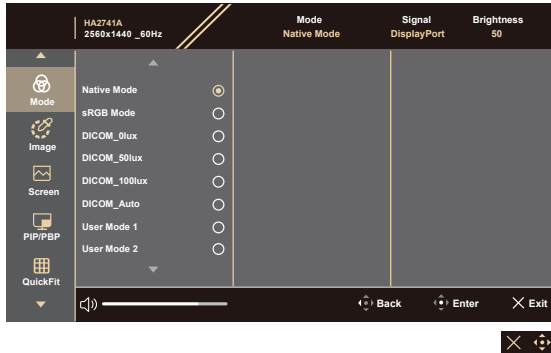 HA2741A
2560x1440 _60Hz
Mode
Native Mode
Signal
DisplayPort
Brightness
50
Mode
Image
Screen
PIP/PBP
QuickFit
Native Mode
sRGB Mode
DICOM_0lux
DICOM_50lux
DICOM_100lux
DICOM_Auto
User Mode 1
User Mode 2
Back
Enter
Exit